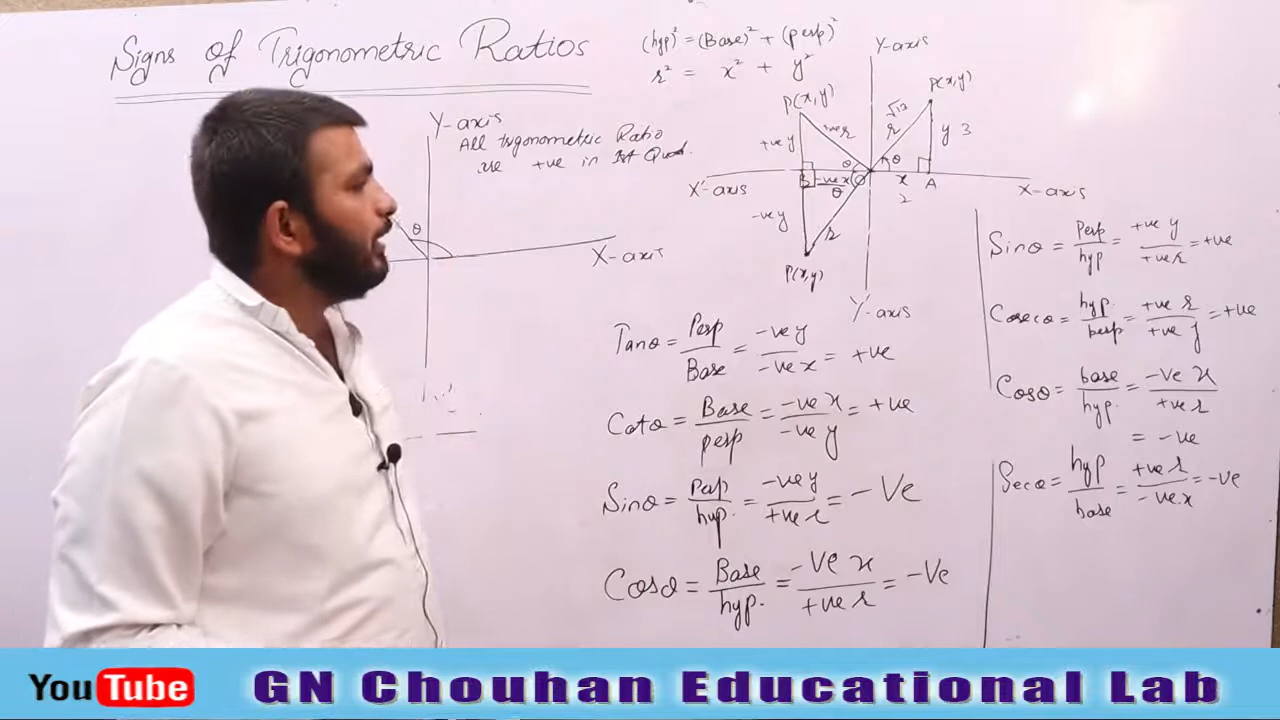 Signs of Trigonometric Ratios
(hyp)² = (Base)² + (perp)²
r² = x² + y²
Y-axis
All trigonometric Ratio
are +ve in Ist Quad.
θ
X-axis
Y-axis
P(x,y)
P(x,y)
+ve y
+ve r
√13
r
y 3
θ
θ
X'-axis
B
-ve x
θ
x
2
A
X-axis
-ve y
r
P(x,y)
Y'-axis
Tanθ = Perp/Base = -ve y/-ve x = +ve
Cotθ = Base/perp = -ve x/-ve y = +ve
Sinθ = Perp/hyp. = -ve y/+ve r = -Ve
Cosθ = Base/hyp. = -Ve x/+ve r = -Ve
Sinθ = Perp/hyp = +ve y/+ve r = +ve
Cosecθ = hyp/perp = +ve r/+ve y = +ve
Cosθ = base/hyp. = -Ve x/+ve r
= -ve
Secθ = hyp/base = +ve r/-ve x = -Ve
YouTube GN Chouhan Educational Lab